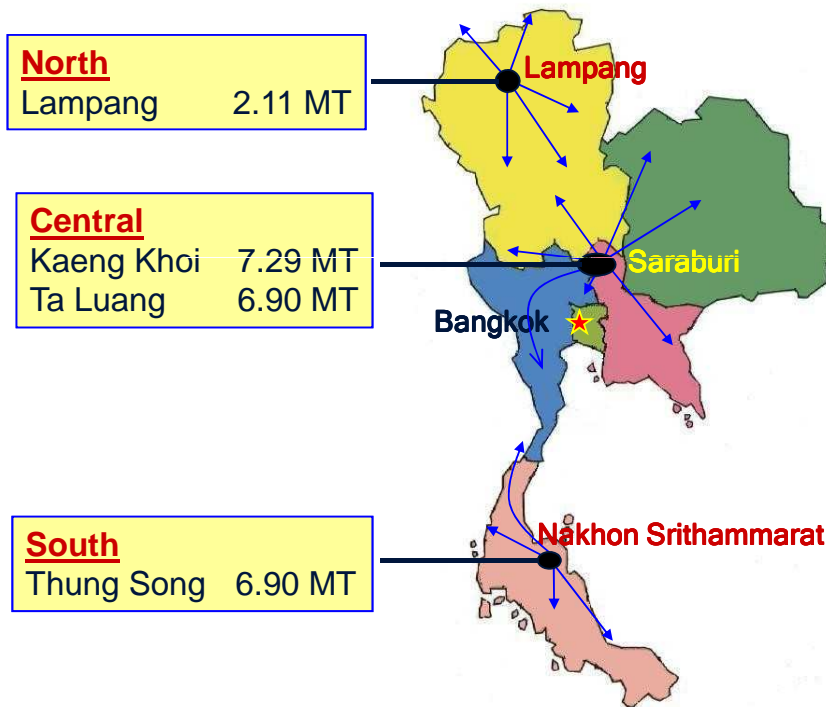 North
Lampang 2.11 MT
Lampang
Central
Kaeng Khoi 7.29 MT
Ta Luang 6.90 MT
Saraburi
Bangkok
South
Thung Song 6.90 MT
Nakhon Srithammarat